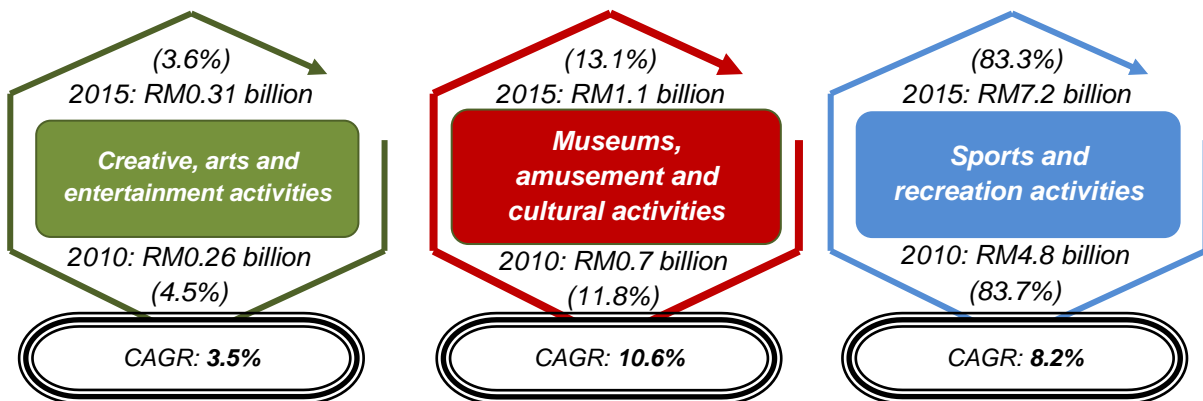 (3.6%)
2015: RM0.31 billion
Creative, arts and
entertainment activities
2010: RM0.26 billion
(4.5%)
CAGR: 3.5%
(13.1%)
2015: RM1.1 billion
Museums,
amusement and
cultural activities
2010: RM0.7 billion
(11.8%)
CAGR: 10.6%
(83.3%)
2015: RM7.2 billion
Sports and
recreation activities
2010: RM4.8 billion
(83.7%)
CAGR: 8.2%